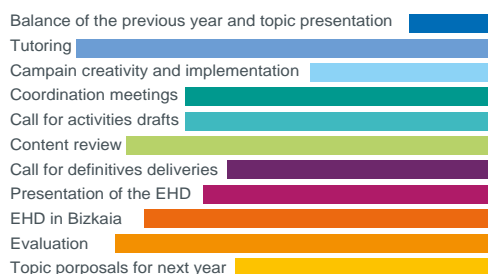 Balance of the previous year and topic presentation
Tutoring
Campain creativity and implementation
Coordination meetings
Call for activities drafts
Content review
Call for definitives deliveries
Presentation of the EHD
EHD in Bizkaia
Evaluation
Topic porposals for next year